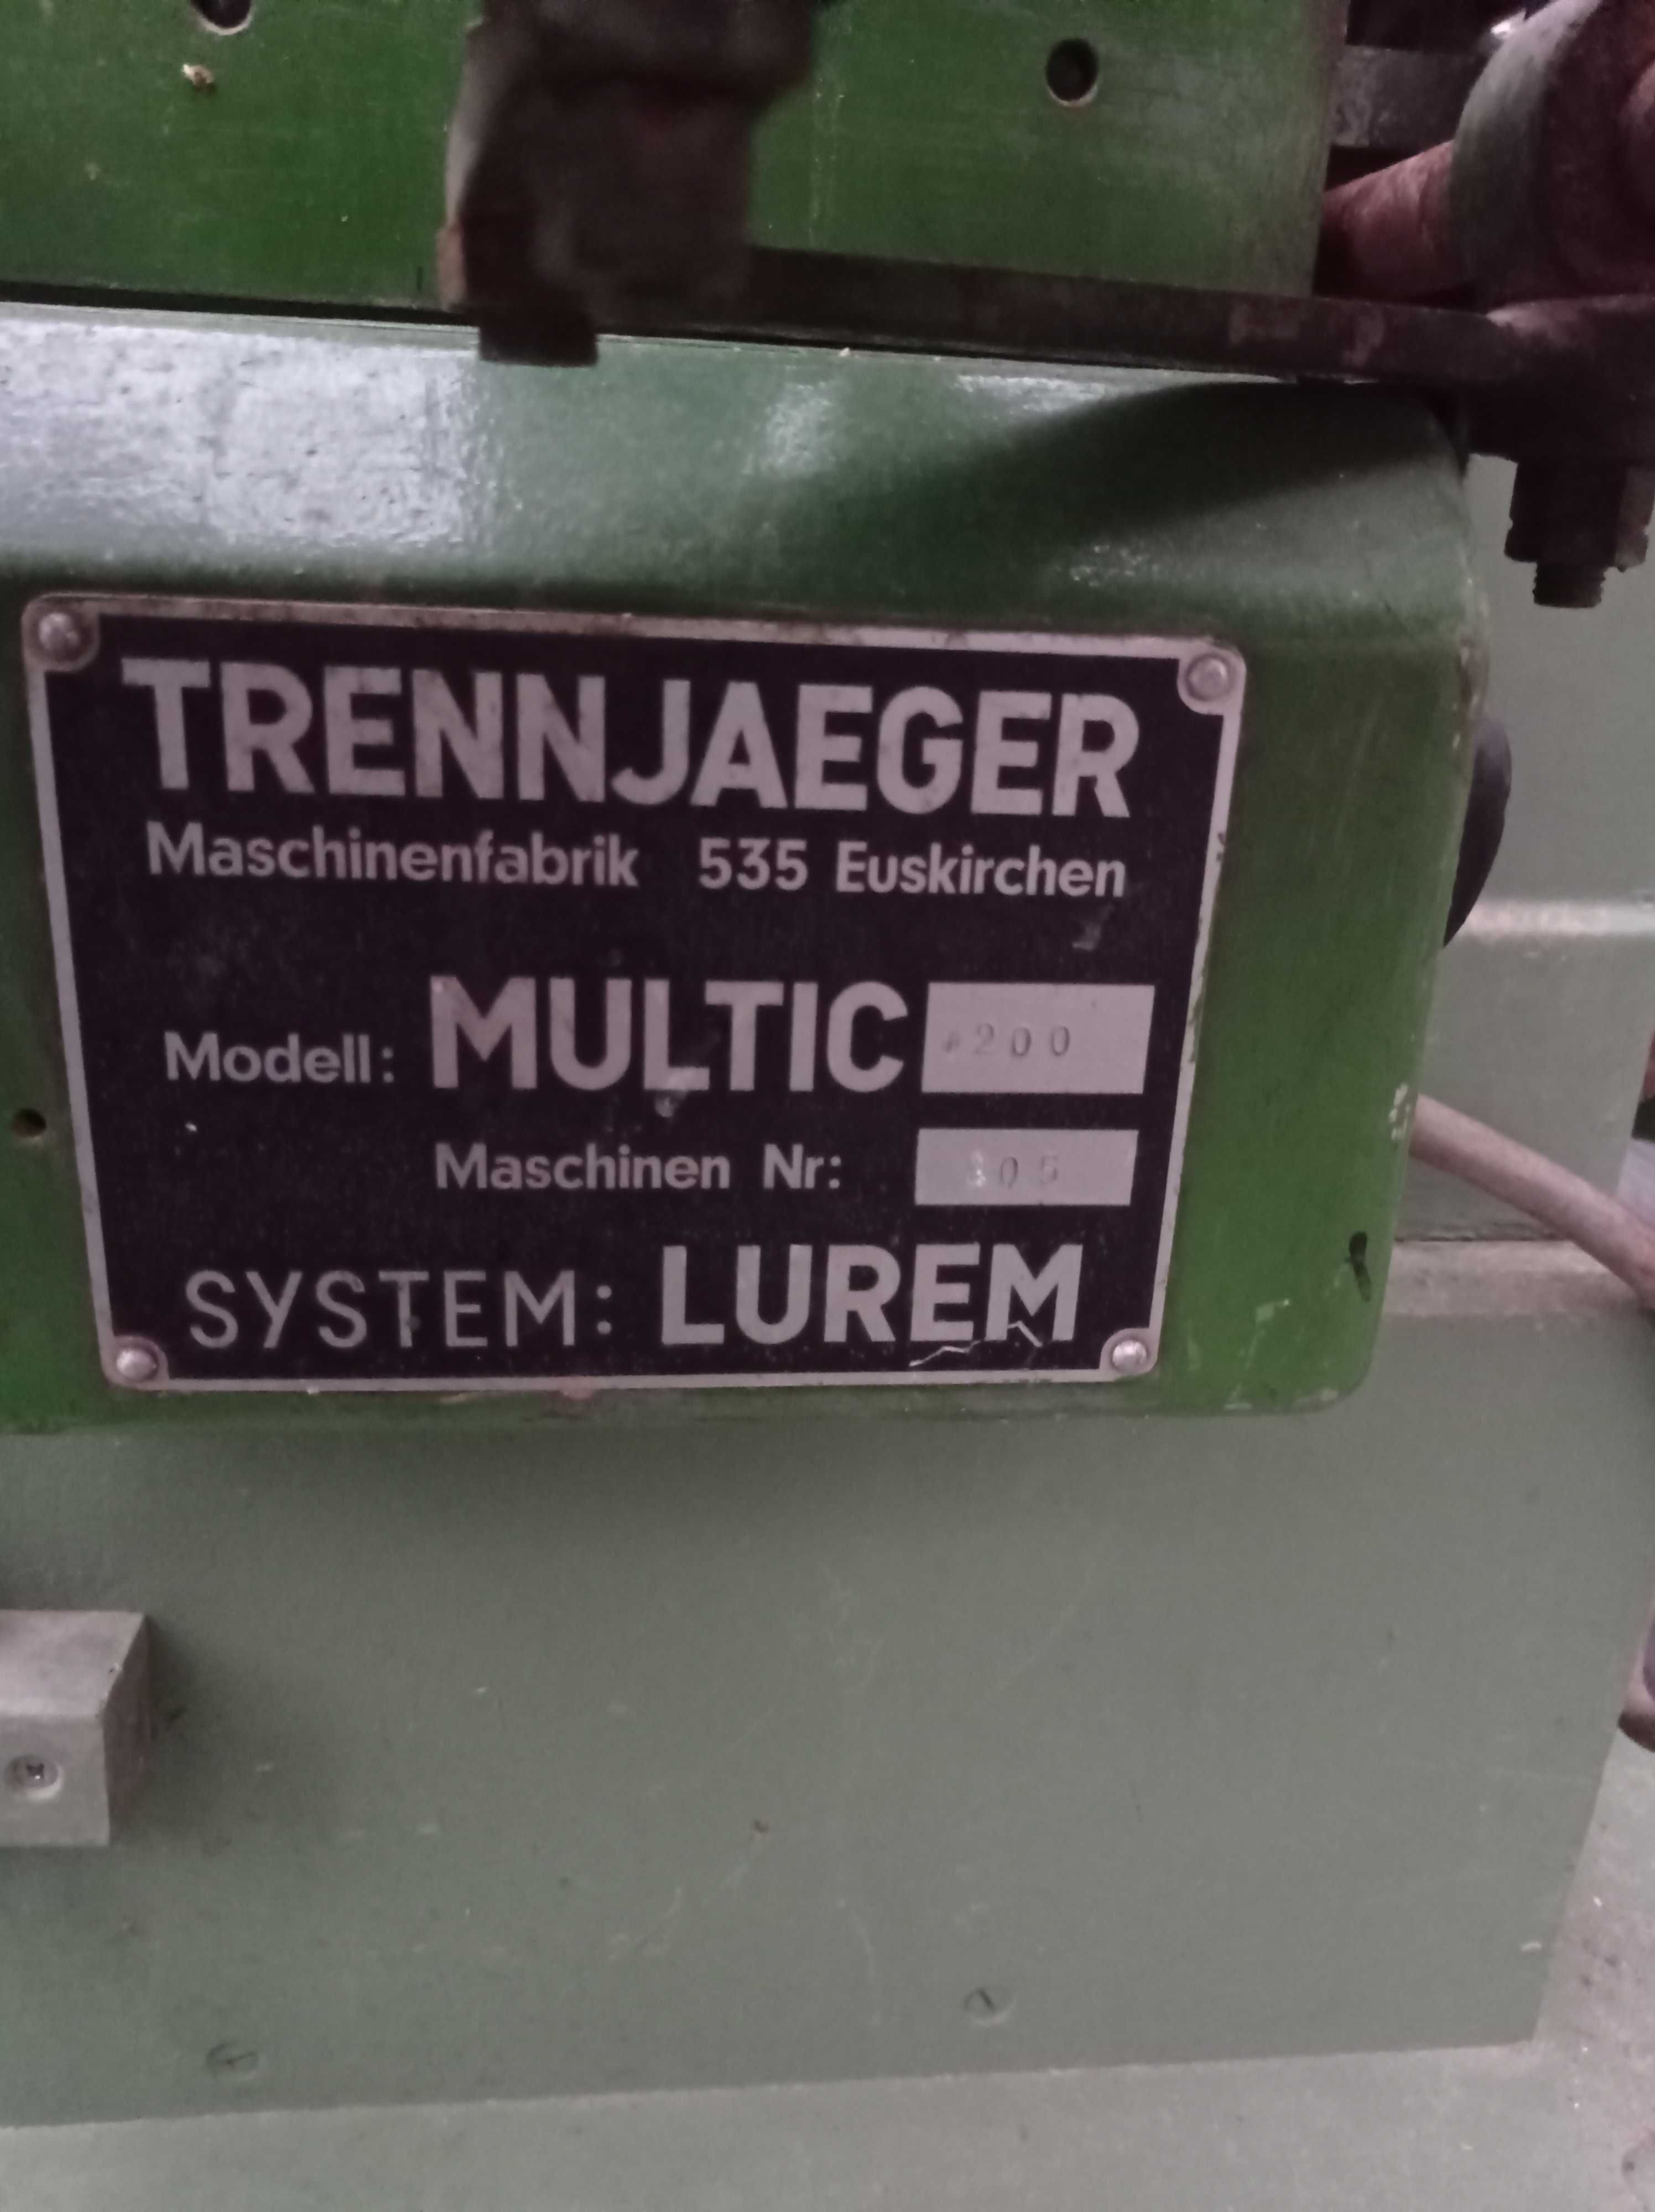 TRENNJAEGER
Maschinenfabrik 535 Euskirchen
Modell: MULTIC 200
Maschinen Nr:
SYSTEM: LUREM